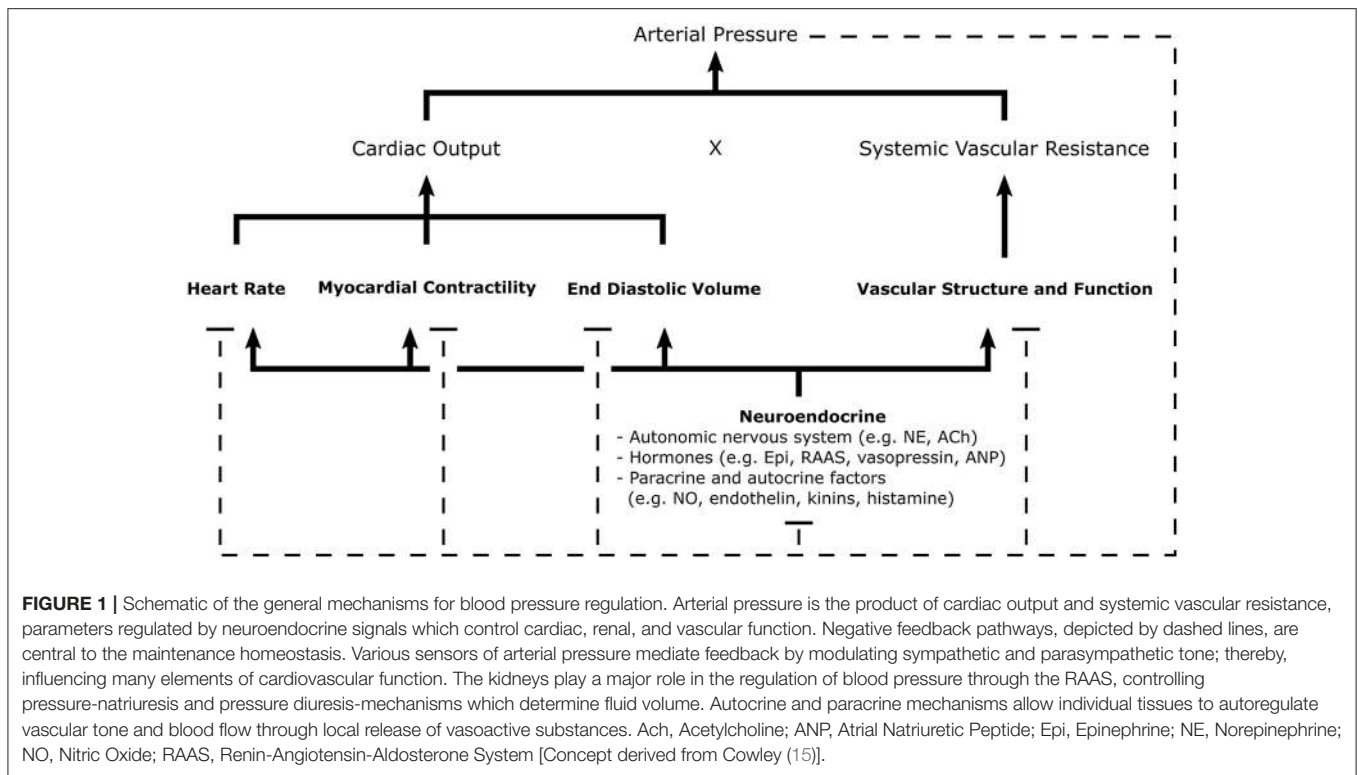 Arterial Pressure
Cardiac Output X Systemic Vascular Resistance
Heart Rate Myocardial Contractility End Diastolic Volume Vascular Structure and Function
Neuroendocrine
- Autonomic nervous system (e.g. NE, ACh)
- Hormones (e.g. Epi, RAAS, vasopressin, ANP)
- Paracrine and autocrine factors
(e.g. NO, endothelin, kinins, histamine)
FIGURE 1 | Schematic of the general mechanisms for blood pressure regulation. Arterial pressure is the product of cardiac output and systemic vascular resistance,
parameters regulated by neuroendocrine signals which control cardiac, renal, and vascular function. Negative feedback pathways, depicted by dashed lines, are
central to the maintenance homeostasis. Various sensors of arterial pressure mediate feedback by modulating sympathetic and parasympathetic tone; thereby,
influencing many elements of cardiovascular function. The kidneys play a major role in the regulation of blood pressure through the RAAS, controlling
pressure-natriuresis and pressure diuresis-mechanisms which determine fluid volume. Autocrine and paracrine mechanisms allow individual tissues to autoregulate
vascular tone and blood flow through local release of vasoactive substances. Ach, Acetylcholine; ANP, Atrial Natriuretic Peptide; Epi, Epinephrine; NE, Norepinephrine;
NO, Nitric Oxide; RAAS, Renin-Angiotensin-Aldosterone System [Concept derived from Cowley (15)].